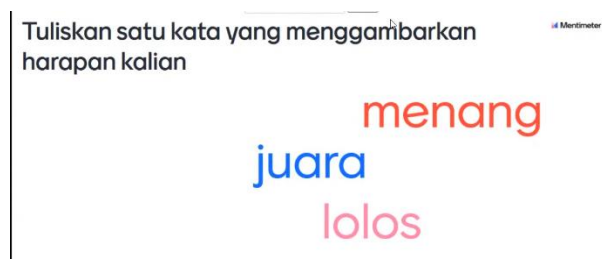 Tuliskan satu kata yang menggambarkan
harapan kalian
Mentimeter
menang
juara
lolos